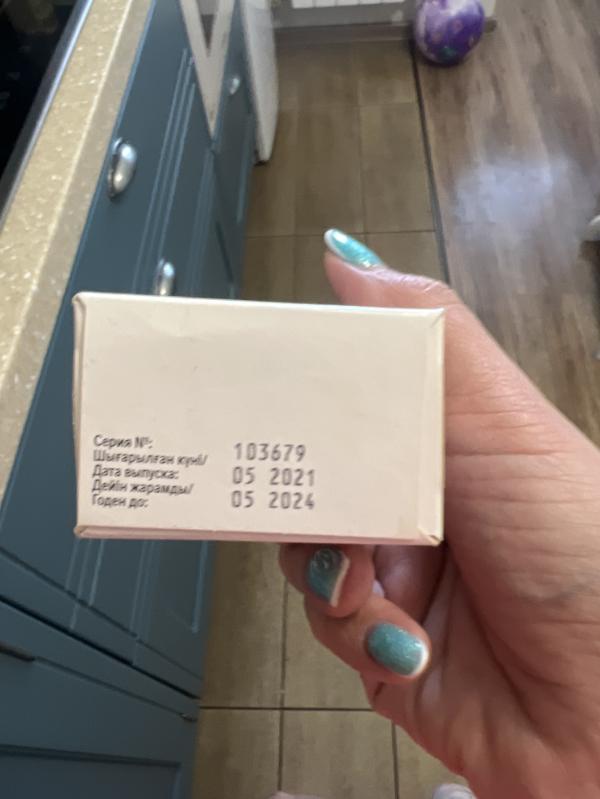 Серия №:
Шығарылған күні/ 103679
Дата выпуска: 05 2021
Дейін жарамды/
Годен до: 05 2024